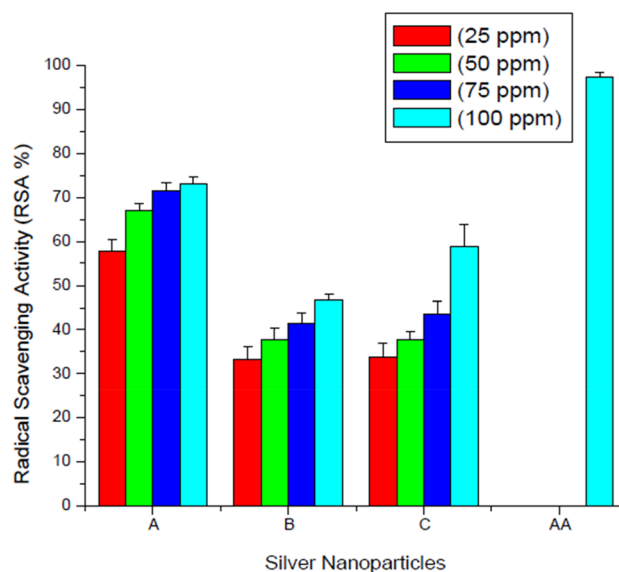 (25 ppm)
(50 ppm)
(75 ppm)
(100 ppm)
Radical Scavenging Activity (RSA %)
100
90
80
70
60
50
40
30
20
10
0
A B C AA
Silver Nanoparticles